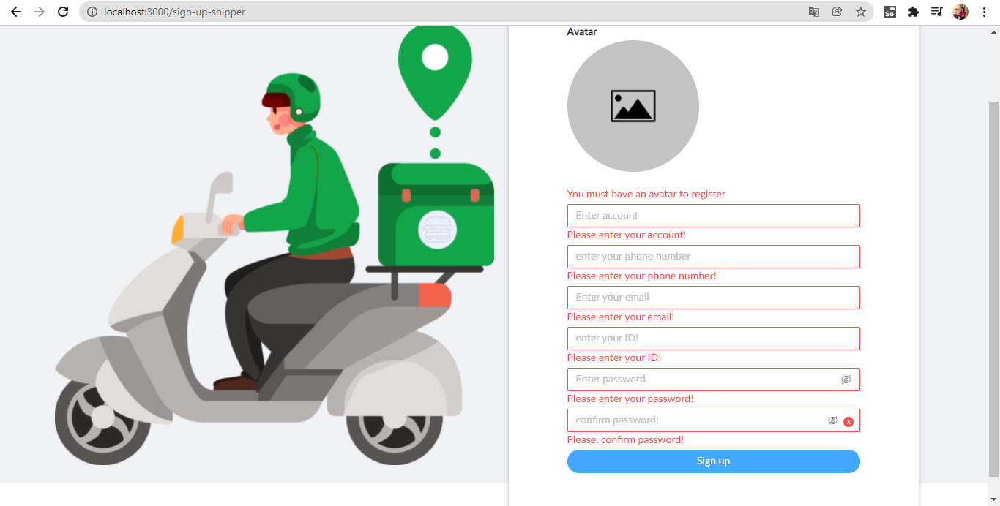 localhost:3000/sign-up-shipper
Se
Avatar
You must have an avatar to register
Enter account
Please enter your account!
enter your phone number
Please enter your phone number!
Enter your email
Please enter your email!
enter your ID!
Please enter your ID!
Enter password
Please enter your password!
confirm password!
Please, confirm password!
Sign up